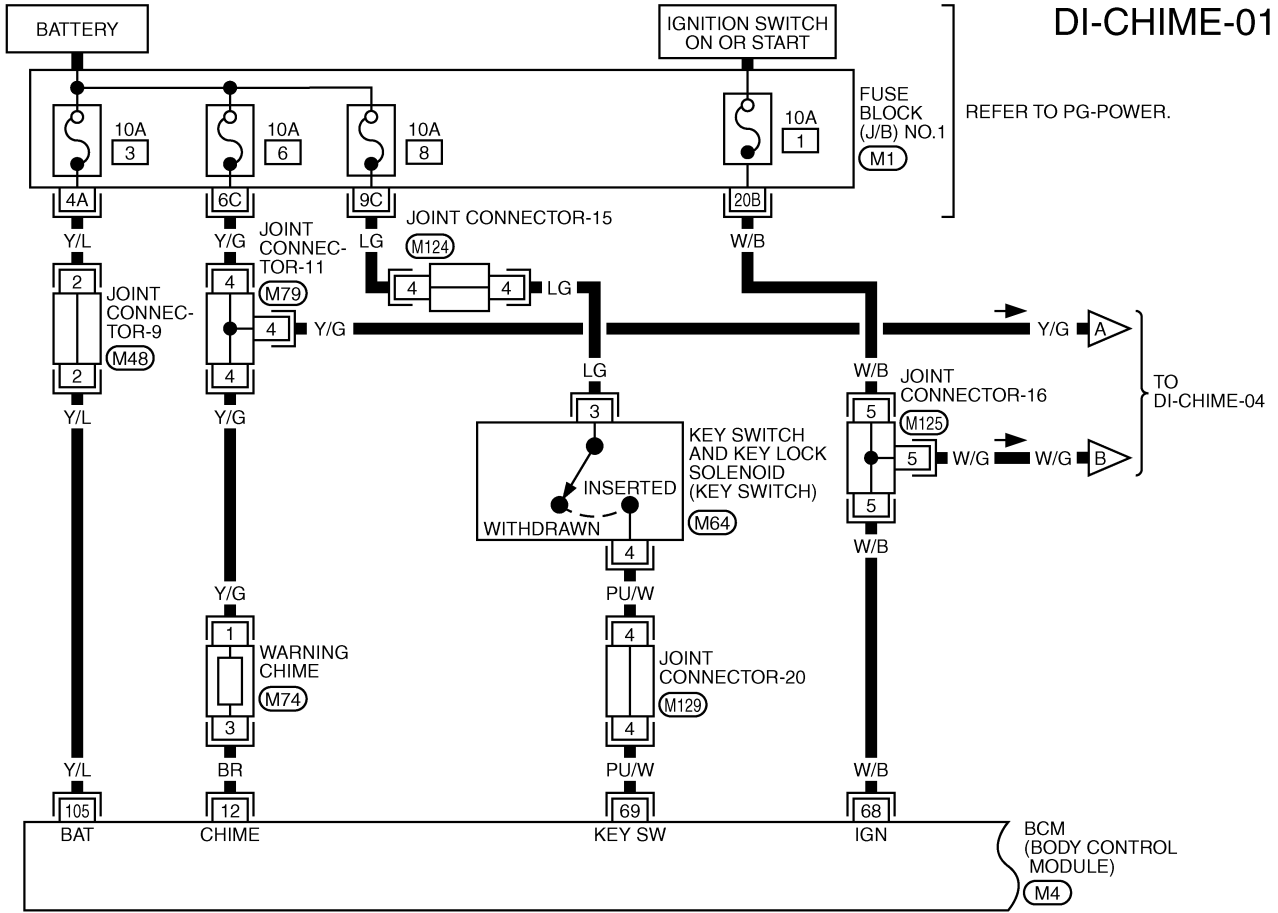 DI-CHIME-01
BATTERY
IGNITION SWITCH
ON OR START
10A
3
10A
6
10A
8
10A
1
FUSE
BLOCK
(J/B) NO.1
M1
REFER TO PG-POWER.
4A
6C
9C
20B
Y/L
Y/G
LG
W/B
JOINT
CONNEC-
TOR-11
M79
JOINT CONNECTOR-15
M124
4
4
LG
2
JOINT
CONNEC-
TOR-9
M48
2
Y/L
4
4
Y/G
4
Y/G
Y/G
A
LG
W/B
TO
DI-CHIME-04
3
KEY SWITCH
AND KEY LOCK
SOLENOID
(KEY SWITCH)
M64
INSERTED
WITHDRAWN
4
PU/W
JOINT
CONNECTOR-16
M125
5
5
W/G
W/G
B
5
W/B
Y/G
1
WARNING
CHIME
M74
3
4
JOINT
CONNECTOR-20
M129
4
Y/L
BR
PU/W
W/B
105
12
69
68
BAT
CHIME
KEY SW
IGN
BCM
(BODY CONTROL
MODULE)
M4